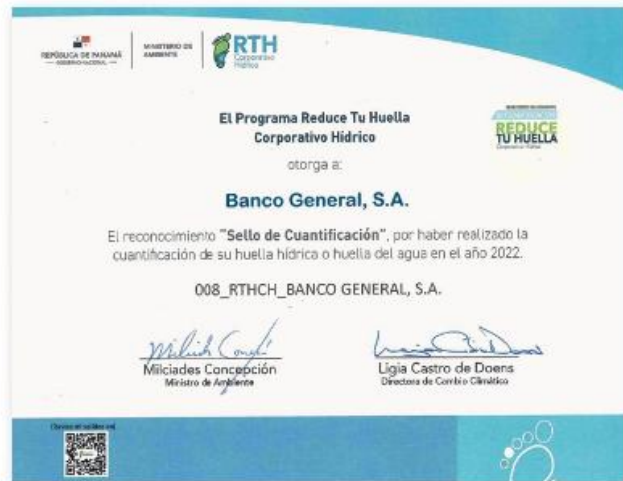 REPÚBLICA DE PANAMÁ
— GOBIERNO NACIONAL —
MINISTERIO DE
AMBIENTE
RTH
Corporativo
Hídrico
El Programa Reduce Tu Huella
Corporativo Hídrico
REDUCE
TU HUELLA
Corporativo Hídrico
otorga a:
Banco General, S.A.
El reconocimiento "Sello de Cuantificación", por haber realizado la
cuantificación de su huella hídrica o huella del agua en el año 2022.
008_RTHCH_BANCO GENERAL, S.A.
Milciades Concepción
Ministro de Ambiente
Ligia Castro de Doens
Directora de Cambio Climático